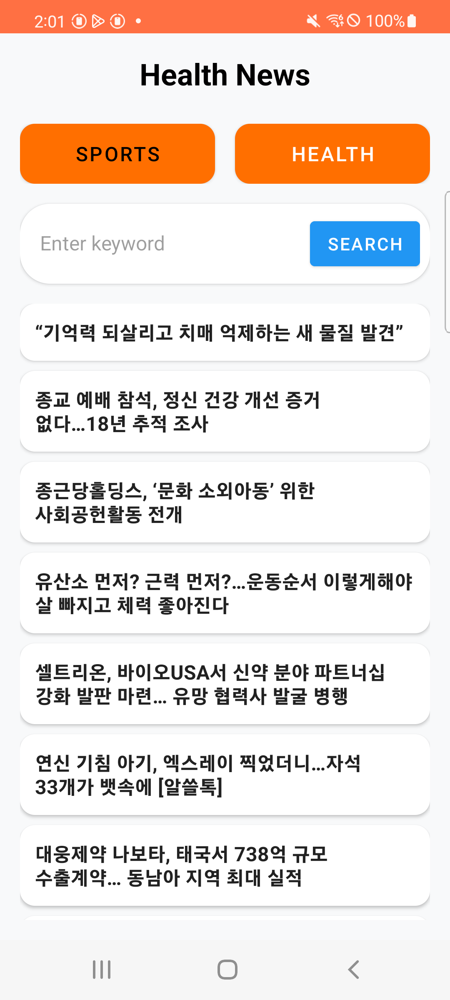 2:01
100%
Health News
SPORTS
HEALTH
Enter keyword
SEARCH
“기억력 되살리고 치매 억제하는 새 물질 발견”
종교 예배 참석, 정신 건강 개선 증거
없다…18년 추적 조사
종근당홀딩스, ‘문화 소외아동’ 위한
사회공헌활동 전개
유산소 먼저? 근력 먼저?…운동순서 이렇게해야
살 빠지고 체력 좋아진다
셀트리온, 바이오USA서 신약 분야 파트너십
강화 발판 마련… 유망 협력사 발굴 병행
연신 기침 아기, 엑스레이 찍었더니…자석
33개가 뱃속에 [알쓸톡]
대웅제약 나보타, 태국서 738억 규모
수출계약… 동남아 지역 최대 실적